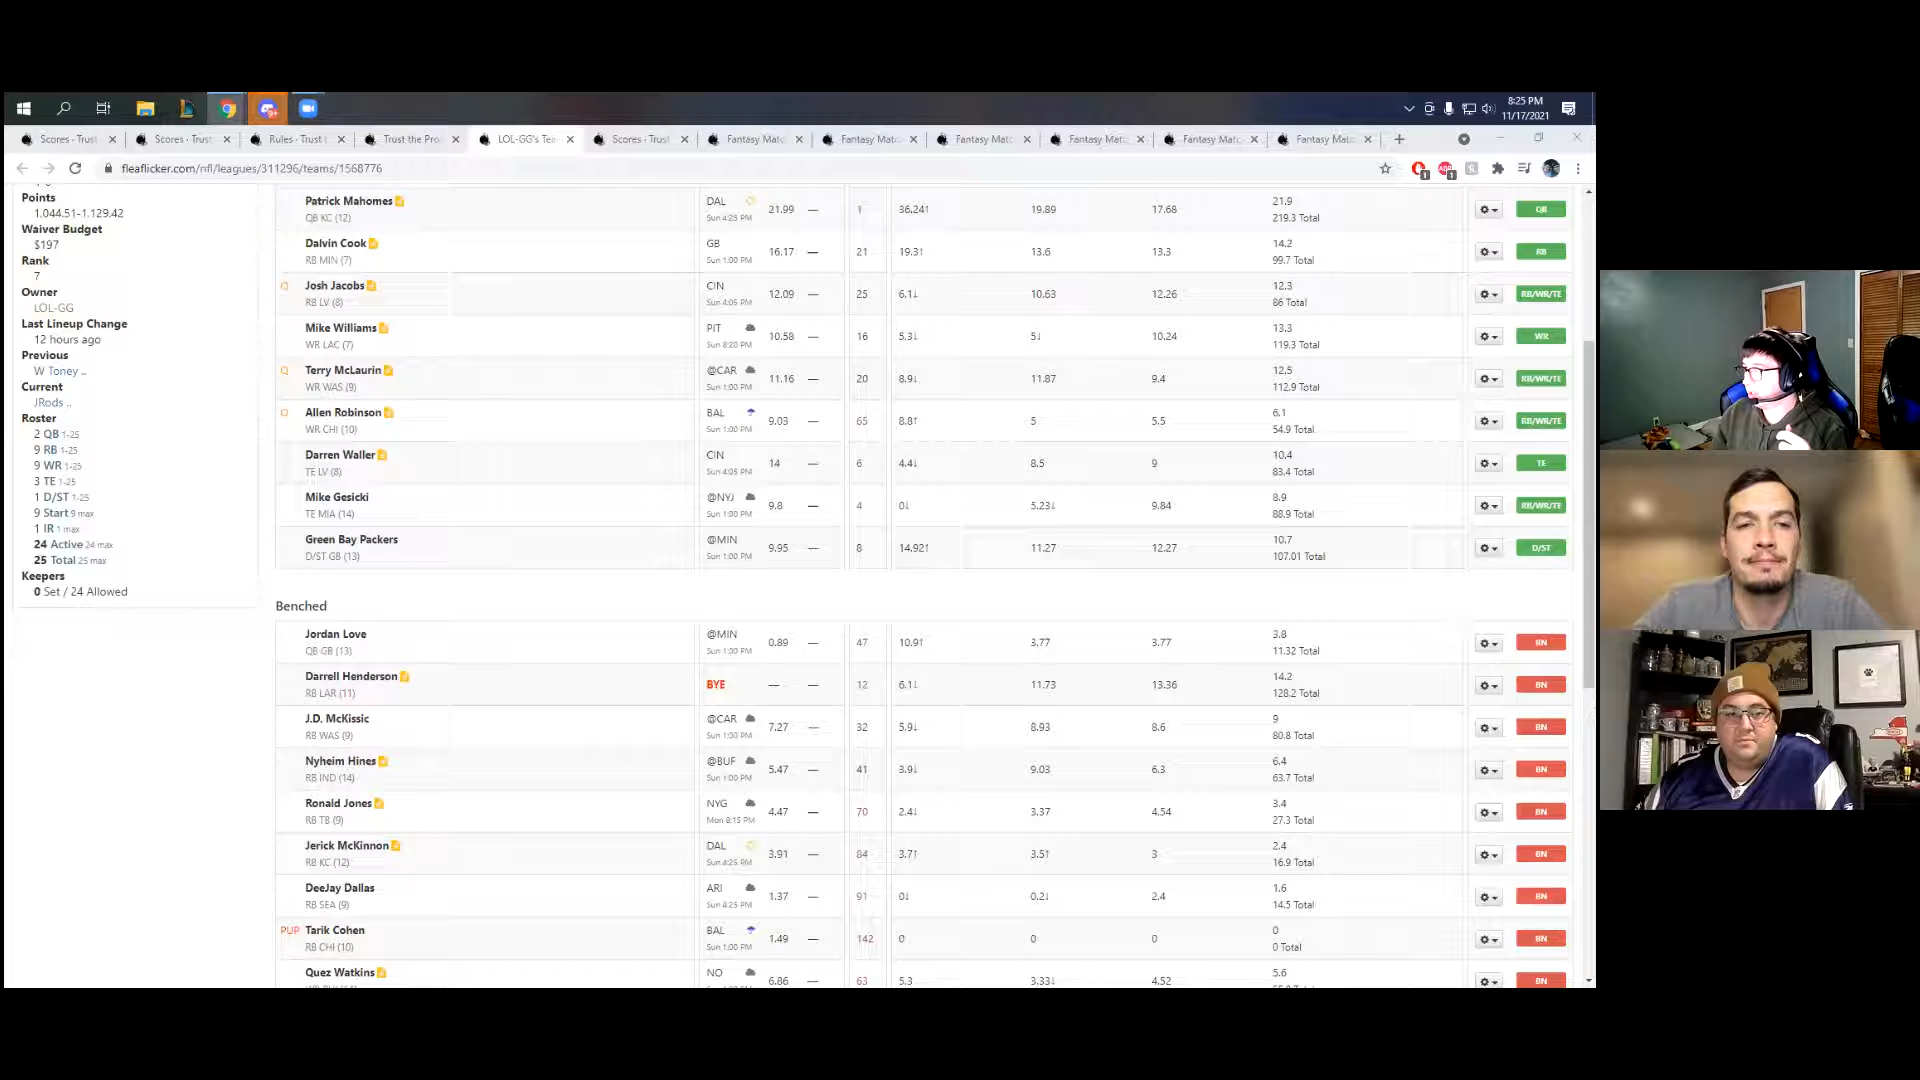 8:25 PM
11/17/2021
Scores - Trust
Scores - Trust
Rules - Trust
Trust the Pro
LOL-GG's Tea
Scores - Trust
Fantasy Matc
Fantasy Matc
Fantasy Matc
Fantasy Matc
Fantasy Matc
Fantasy Matc
fleaflicker.com/nfl/leagues/311296/teams/1568776
Points
1,044.51-1,129.42
Waiver Budget
$197
Rank
7
Owner
LOL-GG
Last Lineup Change
12 hours ago
Previous
W Toney ..
Current
JRods ..
Roster
2 QB 1-25
9 RB 1-25
9 WR 1-25
3 TE 1-25
1 D/ST 1-25
9 Start 9 max
1 IR 1 max
24 Active 24 max
25 Total 25 max
Keepers
0 Set / 24 Allowed
Patrick Mahomes DAL 21.99 — 1 36.24↑ 19.89 17.68 21.9 QB
QB KC (12) Sun 4:25 PM 219.3 Total
Dalvin Cook GB 16.17 — 21 19.3↑ 13.6 13.3 14.2 RB
RB MIN (7) Sun 1:00 PM 99.7 Total
Q Josh Jacobs CIN 12.09 — 25 6.1↓ 10.63 12.26 12.3 RB/WR/TE
RB LV (8) Sun 4:05 PM 86 Total
Mike Williams PIT 10.58 — 16 5.3↓ 5↓ 10.24 13.3 WR
WR LAC (7) Sun 8:20 PM 119.3 Total
Q Terry McLaurin @CAR 11.16 — 20 8.9↓ 11.87 9.4 12.5 RB/WR/TE
WR WAS (9) Sun 1:00 PM 112.9 Total
Q Allen Robinson BAL 9.03 — 65 8.8↑ 5 5.5 6.1 RB/WR/TE
WR CHI (10) Sun 1:00 PM 54.9 Total
Darren Waller CIN 14 — 6 4.4↓ 8.5 9 10.4 TE
TE LV (8) Sun 4:05 PM 83.4 Total
Mike Gesicki @NYJ 9.8 — 4 0↓ 5.23↓ 9.84 8.9 RB/WR/TE
TE MIA (14) Sun 1:00 PM 88.9 Total
Green Bay Packers @MIN 9.95 — 8 14.92↑ 11.27 12.27 10.7 D/ST
D/ST GB (13) Sun 1:00 PM 107.01 Total
Benched
Jordan Love @MIN 0.89 — 47 10.9↑ 3.77 3.77 3.8 BN
QB GB (13) Sun 1:00 PM 11.32 Total
Darrell Henderson BYE — — 12 6.1↓ 11.73 13.36 14.2 BN
RB LAR (11) 128.2 Total
J.D. McKissic @CAR 7.27 — 32 5.9↓ 8.93 8.6 9 BN
RB WAS (9) Sun 1:00 PM 80.8 Total
Nyheim Hines @BUF 5.47 — 41 3.9↓ 9.03 6.3 6.4 BN
RB IND (14) Sun 1:00 PM 63.7 Total
Ronald Jones NYG 4.47 — 70 2.4↓ 3.37 4.54 3.4 BN
RB TB (9) Mon 8:15 PM 27.3 Total
Jerick McKinnon DAL 3.91 — 84 3.7↑ 3.5↑ 3 2.4 BN
RB KC (12) Sun 4:25 PM 16.9 Total
DeeJay Dallas ARI 1.37 — 91 0↓ 0.2↓ 2.4 1.6 BN
RB SEA (9) Sun 4:25 PM 14.5 Total
PUP Tarik Cohen BAL 1.49 — 142 0 0 0 0 BN
RB CHI (10) Sun 1:00 PM 0 Total
Quez Watkins NO 6.86 — 63 5.3 3.33↓ 4.52 5.6 BN